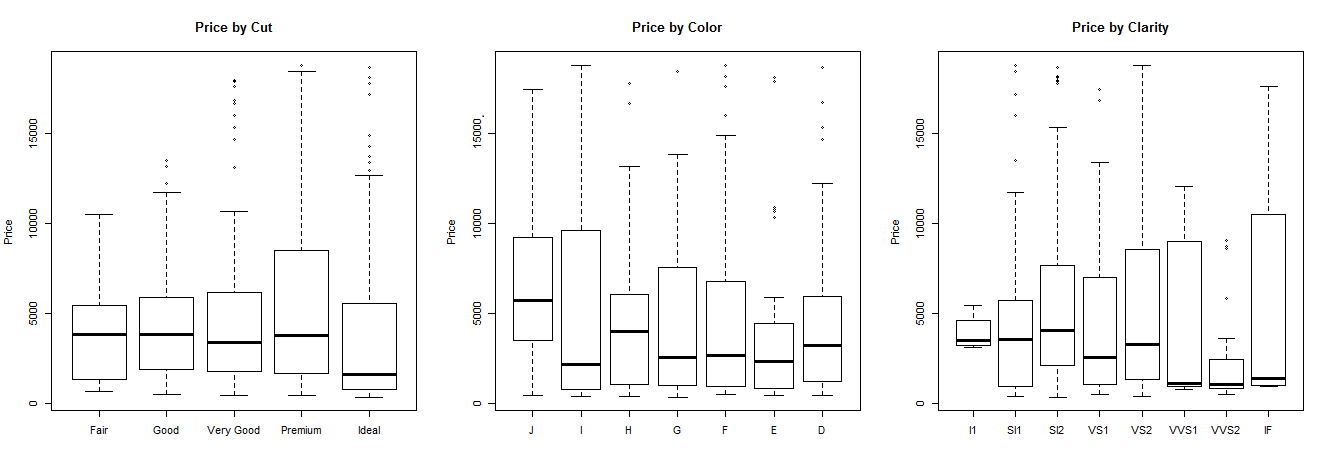 Price by Cut
Price
0
5000
10000
15000
Fair
Good
Very Good
Premium
Ideal
Price by Color
Price
0
5000
10000
15000
J
I
H
G
F
E
D
Price by Clarity
Price
0
5000
10000
15000
I1
SI1
SI2
VS1
VS2
VVS1
VVS2
IF